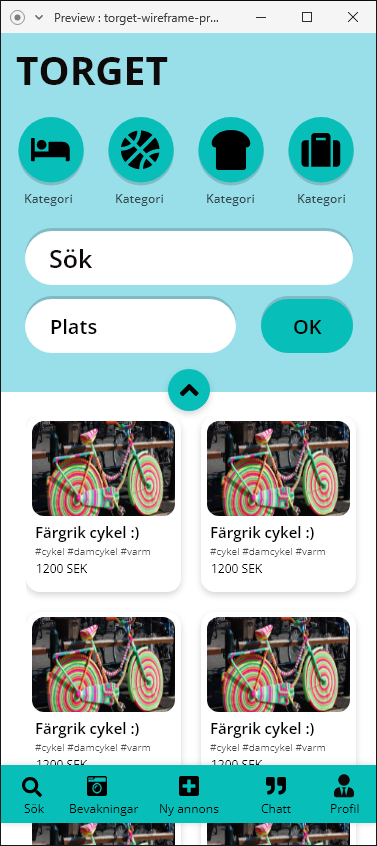 Preview : torget-wireframe-pr...
TORGET
Kategori Kategori Kategori Kategori
Sök
Plats OK
Färgrik cykel :) Färgrik cykel :)
#cykel #damcykel #varm #cykel #damcykel #varm
1200 SEK 1200 SEK
Färgrik cykel :) Färgrik cykel :)
#cykel #damcykel #varm #cykel #damcykel #varm
1200 SEK 1200 SEK
Sök Bevakningar Ny annons Chatt Profil